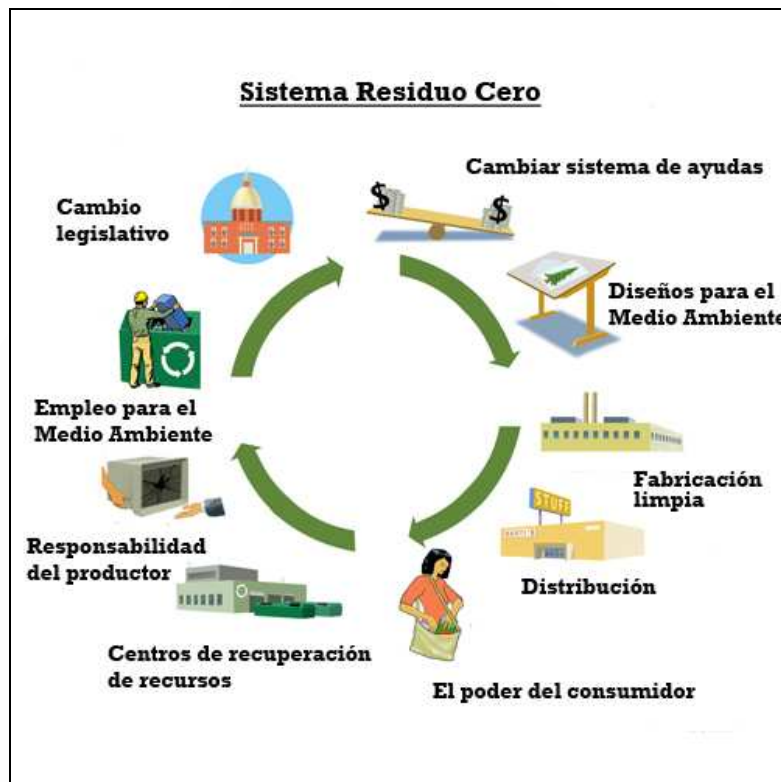 Sistema Residuo Cero
Cambiar sistema de ayudas
Cambio
legislativo
$
$
Diseños para el
Medio Ambiente
Empleo para el
Medio Ambiente
Fabricación
limpia
STUFF
Responsabilidad
del productor
Distribución
Centros de recuperación
de recursos
El poder del consumidor